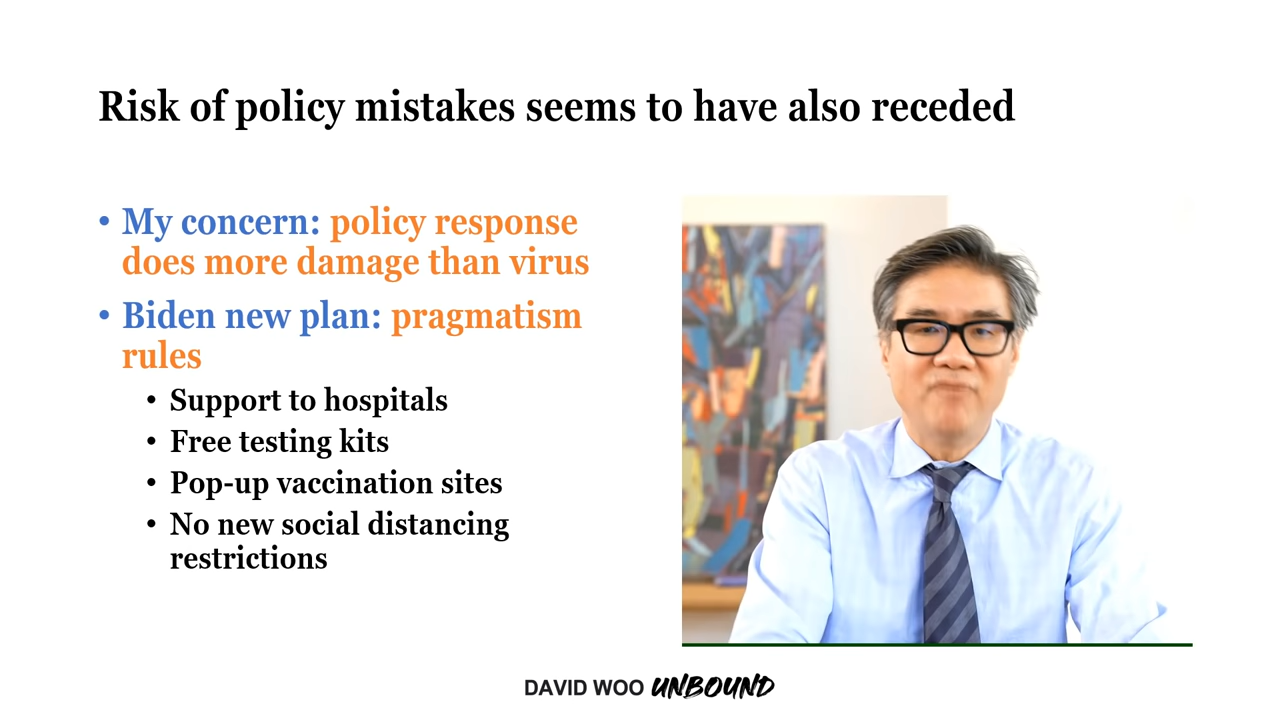 Risk of policy mistakes seems to have also receded
• My concern: policy response
does more damage than virus
• Biden new plan: pragmatism
rules
• Support to hospitals
• Free testing kits
• Pop-up vaccination sites
• No new social distancing
restrictions
DAVID WOO UNBOUND